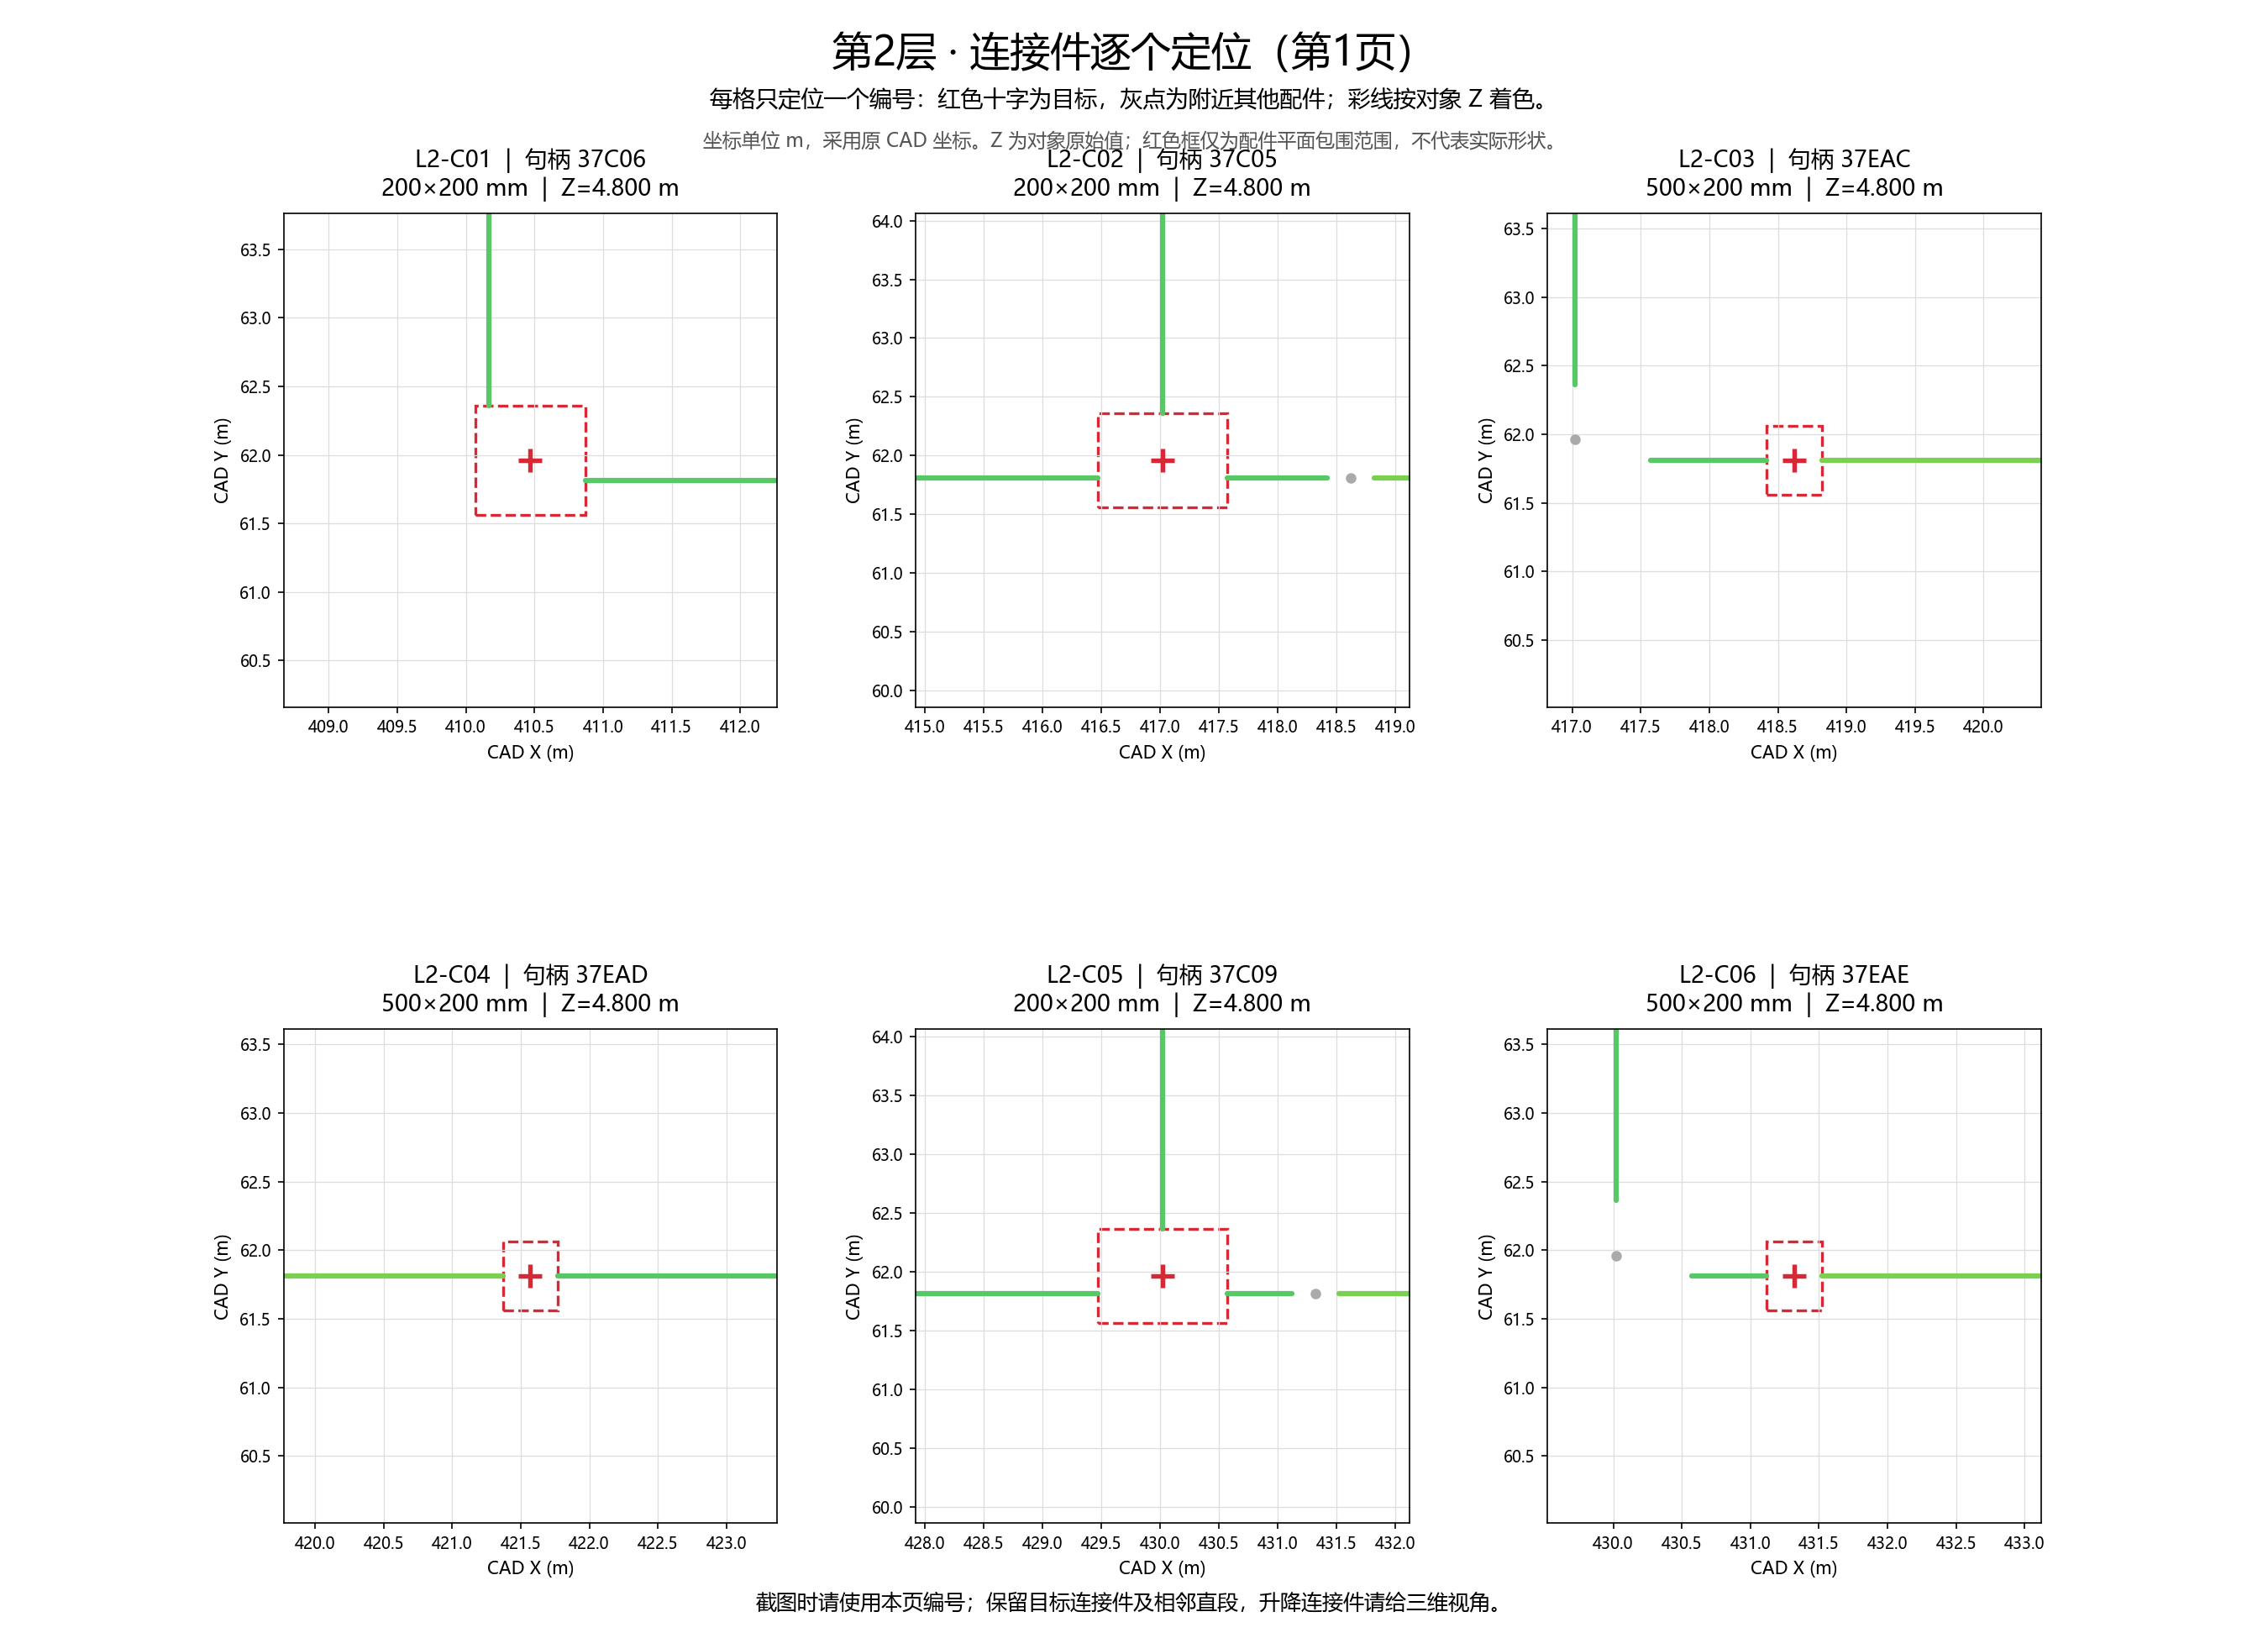 第2层 · 连接件逐个定位（第1页）
每格只定位一个编号：红色十字为目标，灰点为附近其他配件；彩线按对象 Z 着色。
坐标单位 m，采用原 CAD 坐标。Z 为对象原始值；红色框仅为配件平面包围范围，不代表实际形状。
L2-C01 | 句柄 37C06
200×200 mm | Z=4.800 m
63.5
63.0
62.5
62.0
61.5
61.0
60.5
CAD Y (m)
409.0 409.5 410.0 410.5 411.0 411.5 412.0
CAD X (m)
L2-C02 | 句柄 37C05
200×200 mm | Z=4.800 m
64.0
63.5
63.0
62.5
62.0
61.5
61.0
60.5
60.0
CAD Y (m)
415.0 415.5 416.0 416.5 417.0 417.5 418.0 418.5 419.0
CAD X (m)
L2-C03 | 句柄 37EAC
500×200 mm | Z=4.800 m
63.5
63.0
62.5
62.0
61.5
61.0
60.5
CAD Y (m)
417.0 417.5 418.0 418.5 419.0 419.5 420.0
CAD X (m)
L2-C04 | 句柄 37EAD
500×200 mm | Z=4.800 m
63.5
63.0
62.5
62.0
61.5
61.0
60.5
CAD Y (m)
420.0 420.5 421.0 421.5 422.0 422.5 423.0
CAD X (m)
L2-C05 | 句柄 37C09
200×200 mm | Z=4.800 m
64.0
63.5
63.0
62.5
62.0
61.5
61.0
60.5
60.0
CAD Y (m)
428.0 428.5 429.0 429.5 430.0 430.5 431.0 431.5 432.0
CAD X (m)
L2-C06 | 句柄 37EAE
500×200 mm | Z=4.800 m
63.5
63.0
62.5
62.0
61.5
61.0
60.5
CAD Y (m)
430.0 430.5 431.0 431.5 432.0 432.5 433.0
CAD X (m)
截图时请使用本页编号；保留目标连接件及相邻直段，升降连接件请给三维视角。